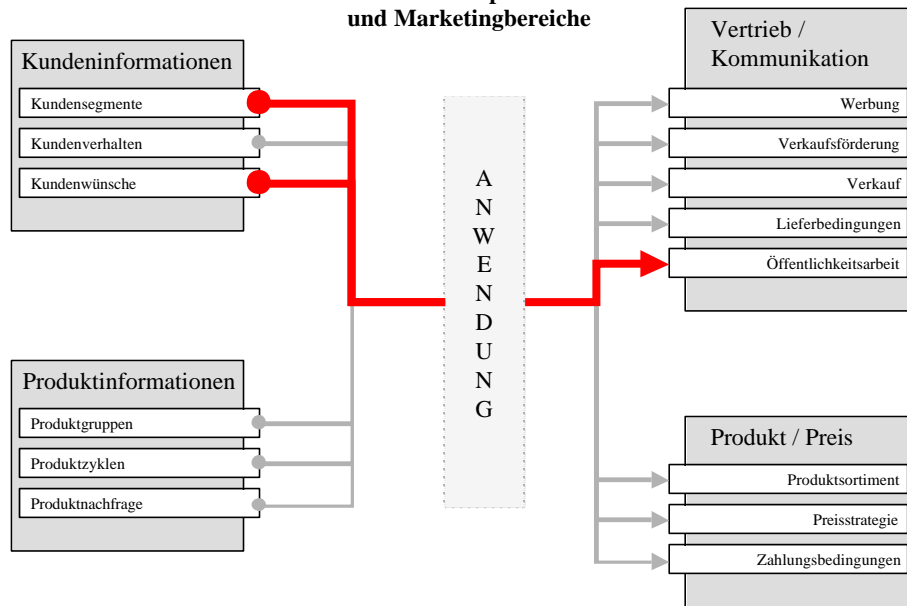 und Marketingbereiche
Kundeninformationen
Kundensegmente
Kundenverhalten
Kundenwünsche
Produktinformationen
Produktgruppen
Produktzyklen
Produktnachfrage
A
N
W
E
N
D
U
N
G
Vertrieb /
Kommunikation
Werbung
Verkaufsförderung
Verkauf
Lieferbedingungen
Öffentlichkeitsarbeit
Produkt / Preis
Produktsortiment
Preisstrategie
Zahlungsbedingungen